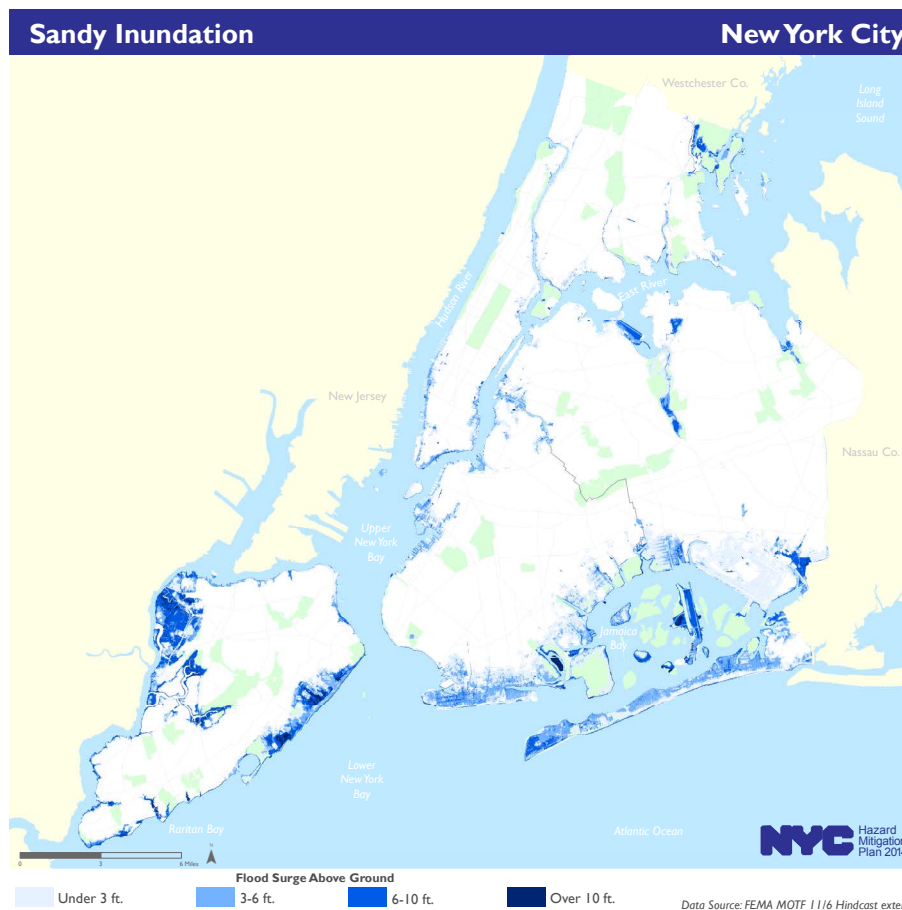 Sandy Inundation
New York City
Westchester Co.
Long
Island
Sound
Hudson River
East River
New Jersey
Nassau Co.
Upper
New York
Bay
Jamaica
Bay
Lower
New York
Bay
Raritan Bay
Atlantic Ocean
N
0 3 6 Miles
NYC
Hazard
Mitigation
Plan 2014
Flood Surge Above Ground
Under 3 ft.
3-6 ft.
6-10 ft.
Over 10 ft.
Data Source: FEMA MOTF 11/6 Hindcast exte